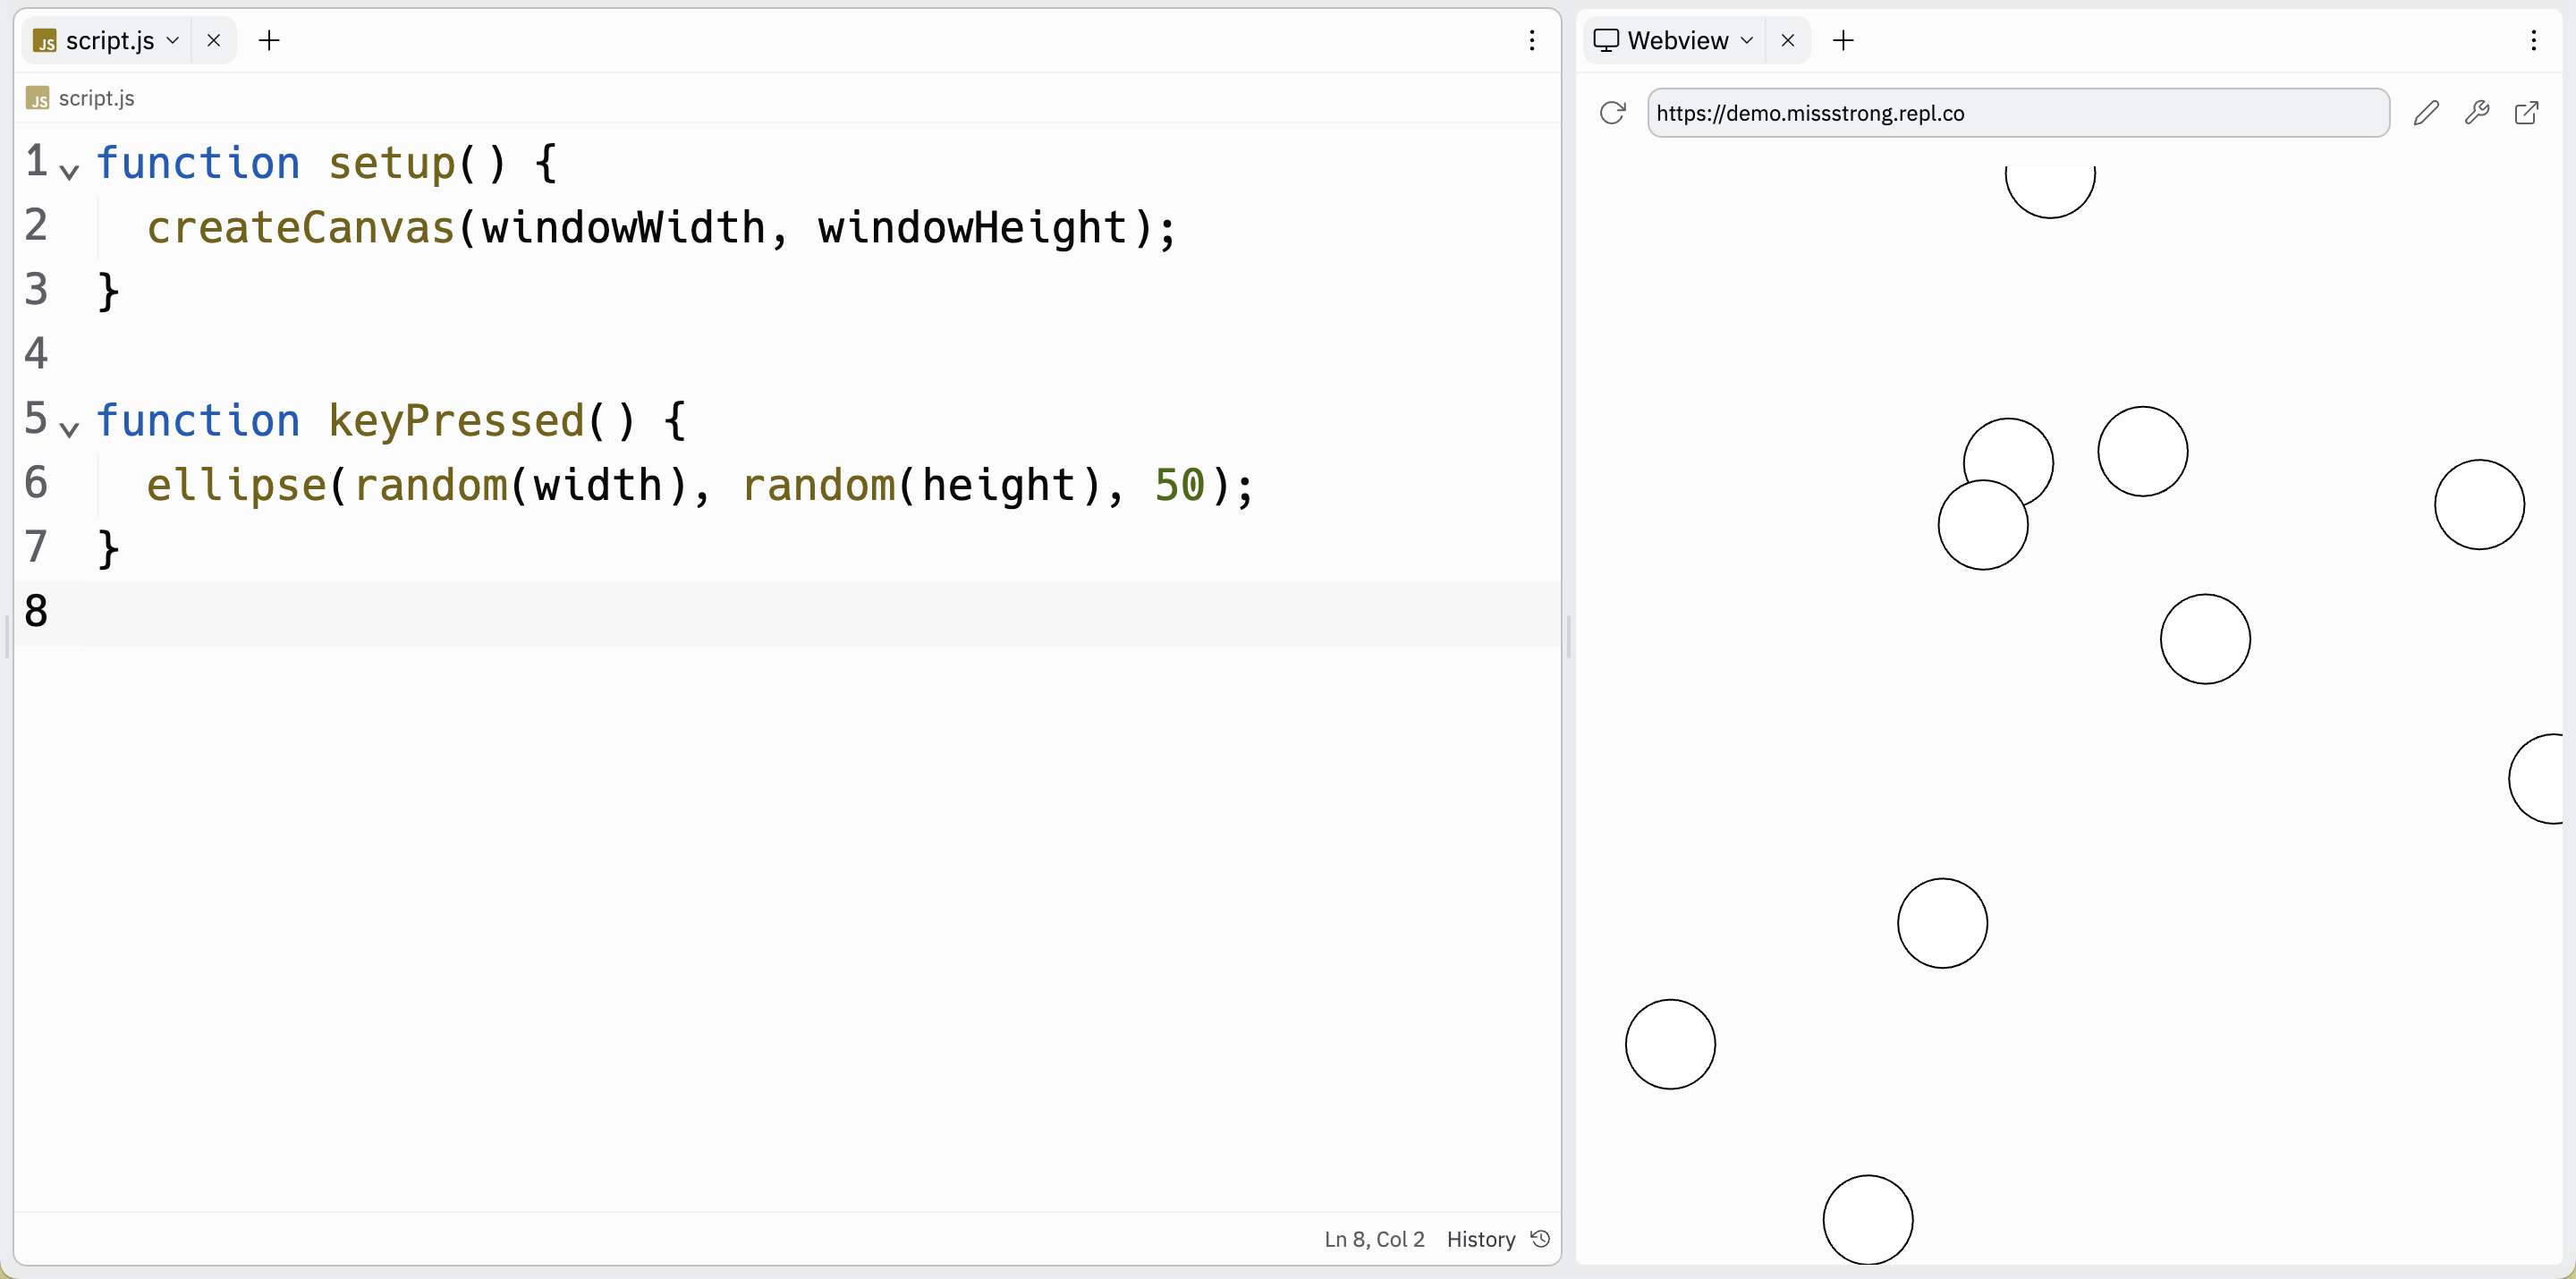 JS script.js
JS script.js
1 function setup() {
2   createCanvas(windowWidth, windowHeight);
3 }
4
5 function keyPressed() {
6   ellipse(random(width), random(height), 50);
7 }
8
Ln 8, Col 2 History
Webview
https://demo.missstrong.repl.co